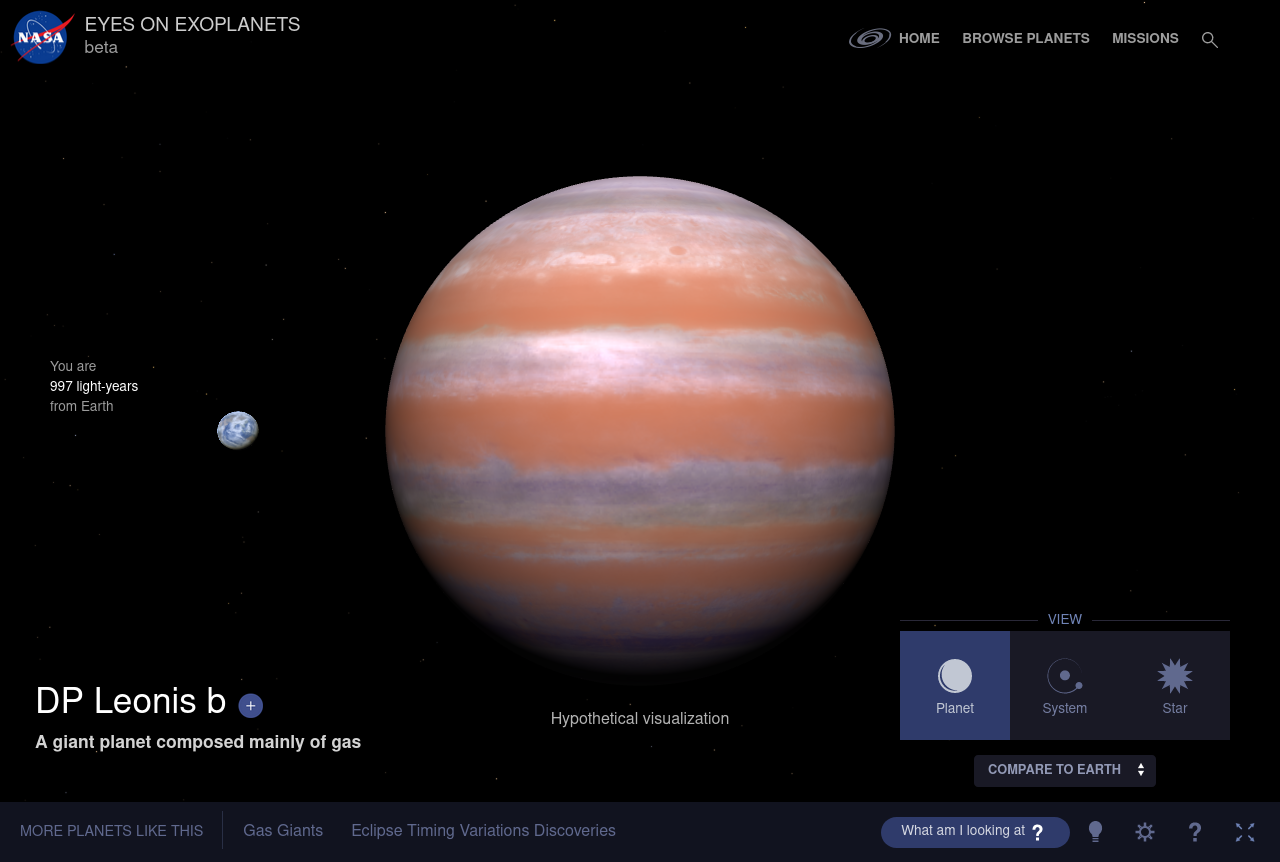 NASA
EYES ON EXOPLANETS
beta
HOME
BROWSE PLANETS
MISSIONS
You are
997 light-years
from Earth
DP Leonis b
+
A giant planet composed mainly of gas
Hypothetical visualization
VIEW
Planet
System
Star
COMPARE TO EARTH
MORE PLANETS LIKE THIS
Gas Giants
Eclipse Timing Variations Discoveries
What am I looking at ?
?